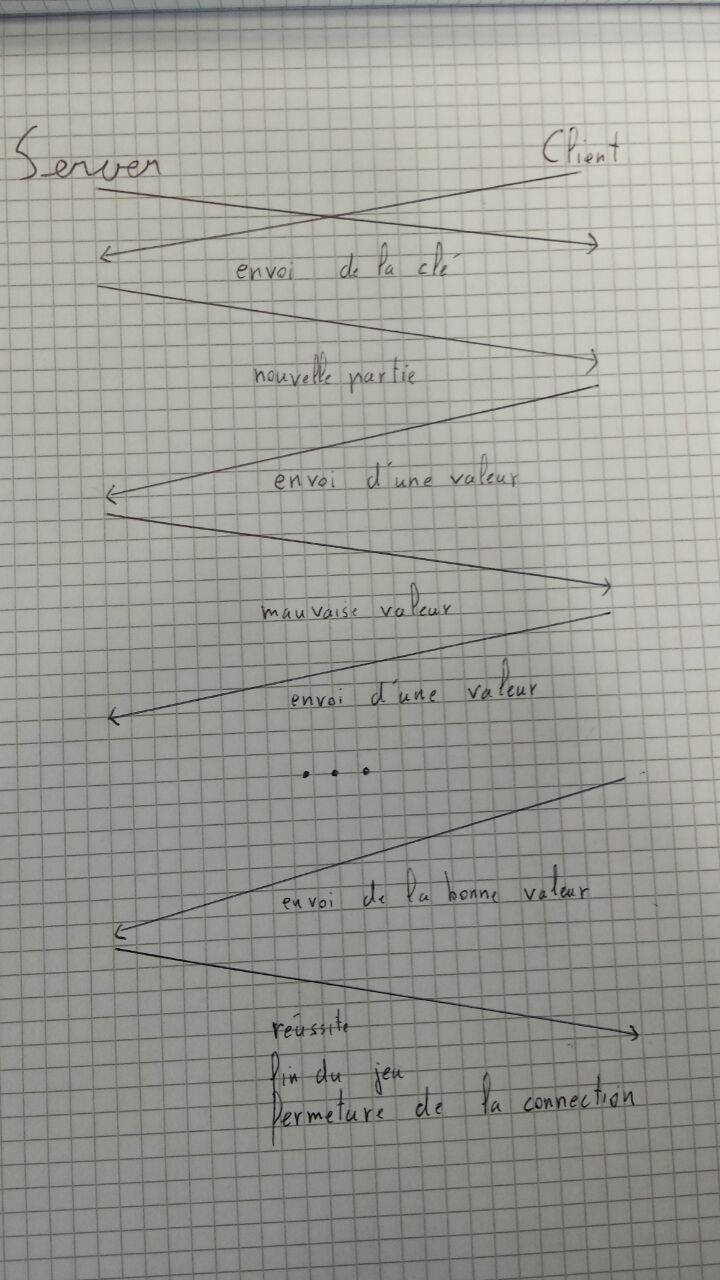 Server
Client
envoi de la clé
nouvelle partie
envoi d'une valeur
mauvaise valeur
envoi d'une valeur
...
envoi de la bonne valeur
réussite
fin du jeu
fermeture de la connection